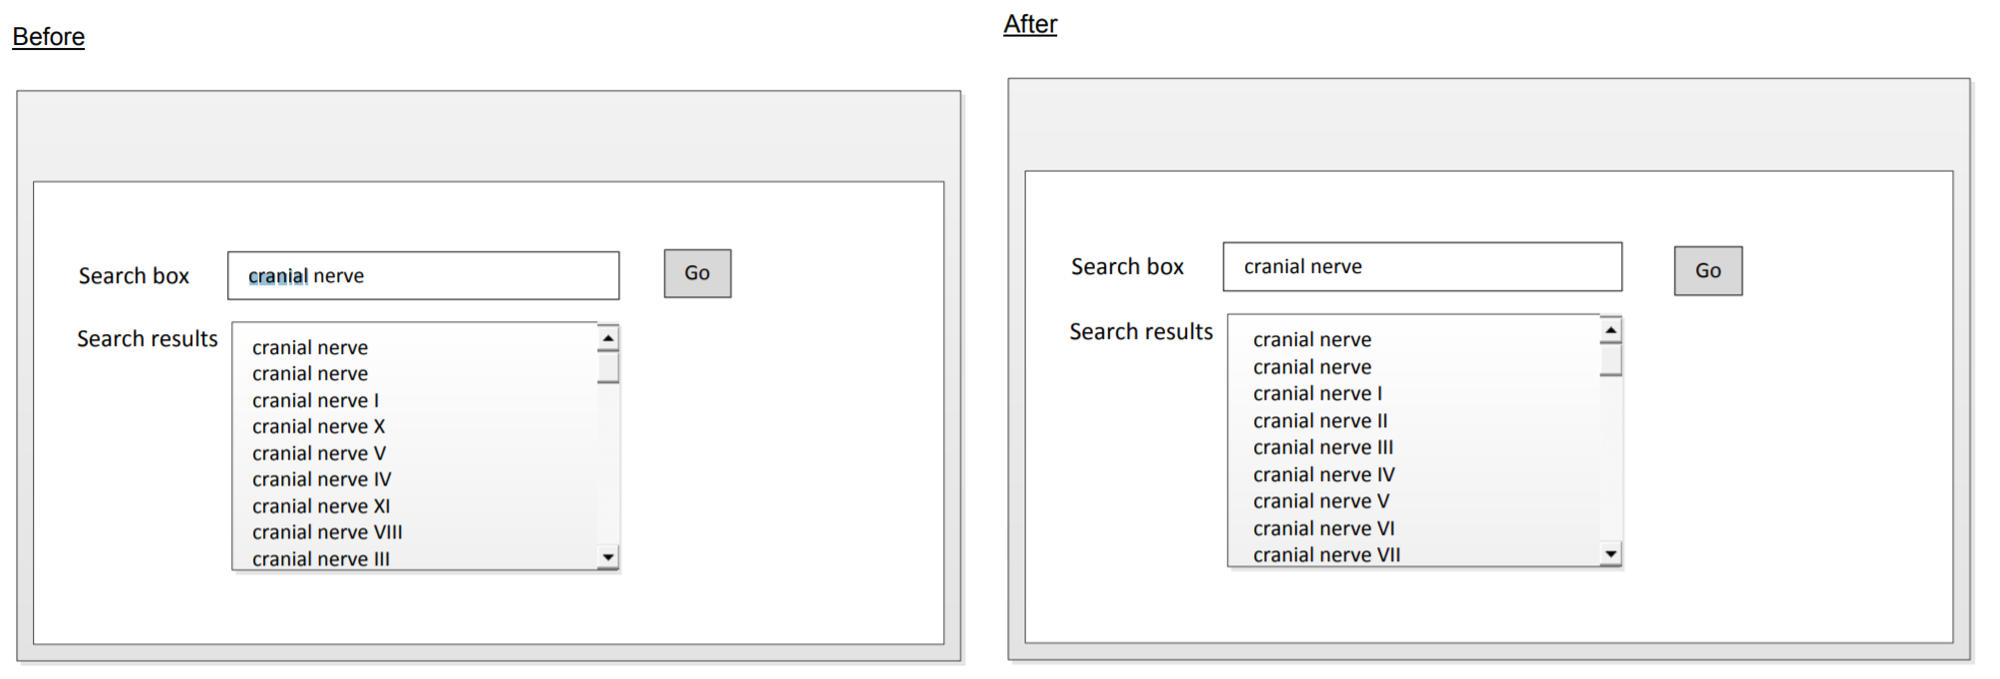 Before
Search box
cranial nerve
Go
Search results
cranial nerve
cranial nerve
cranial nerve I
cranial nerve X
cranial nerve V
cranial nerve IV
cranial nerve XI
cranial nerve VIII
cranial nerve III
After
Search box
cranial nerve
Go
Search results
cranial nerve
cranial nerve
cranial nerve I
cranial nerve II
cranial nerve III
cranial nerve IV
cranial nerve V
cranial nerve VI
cranial nerve VII